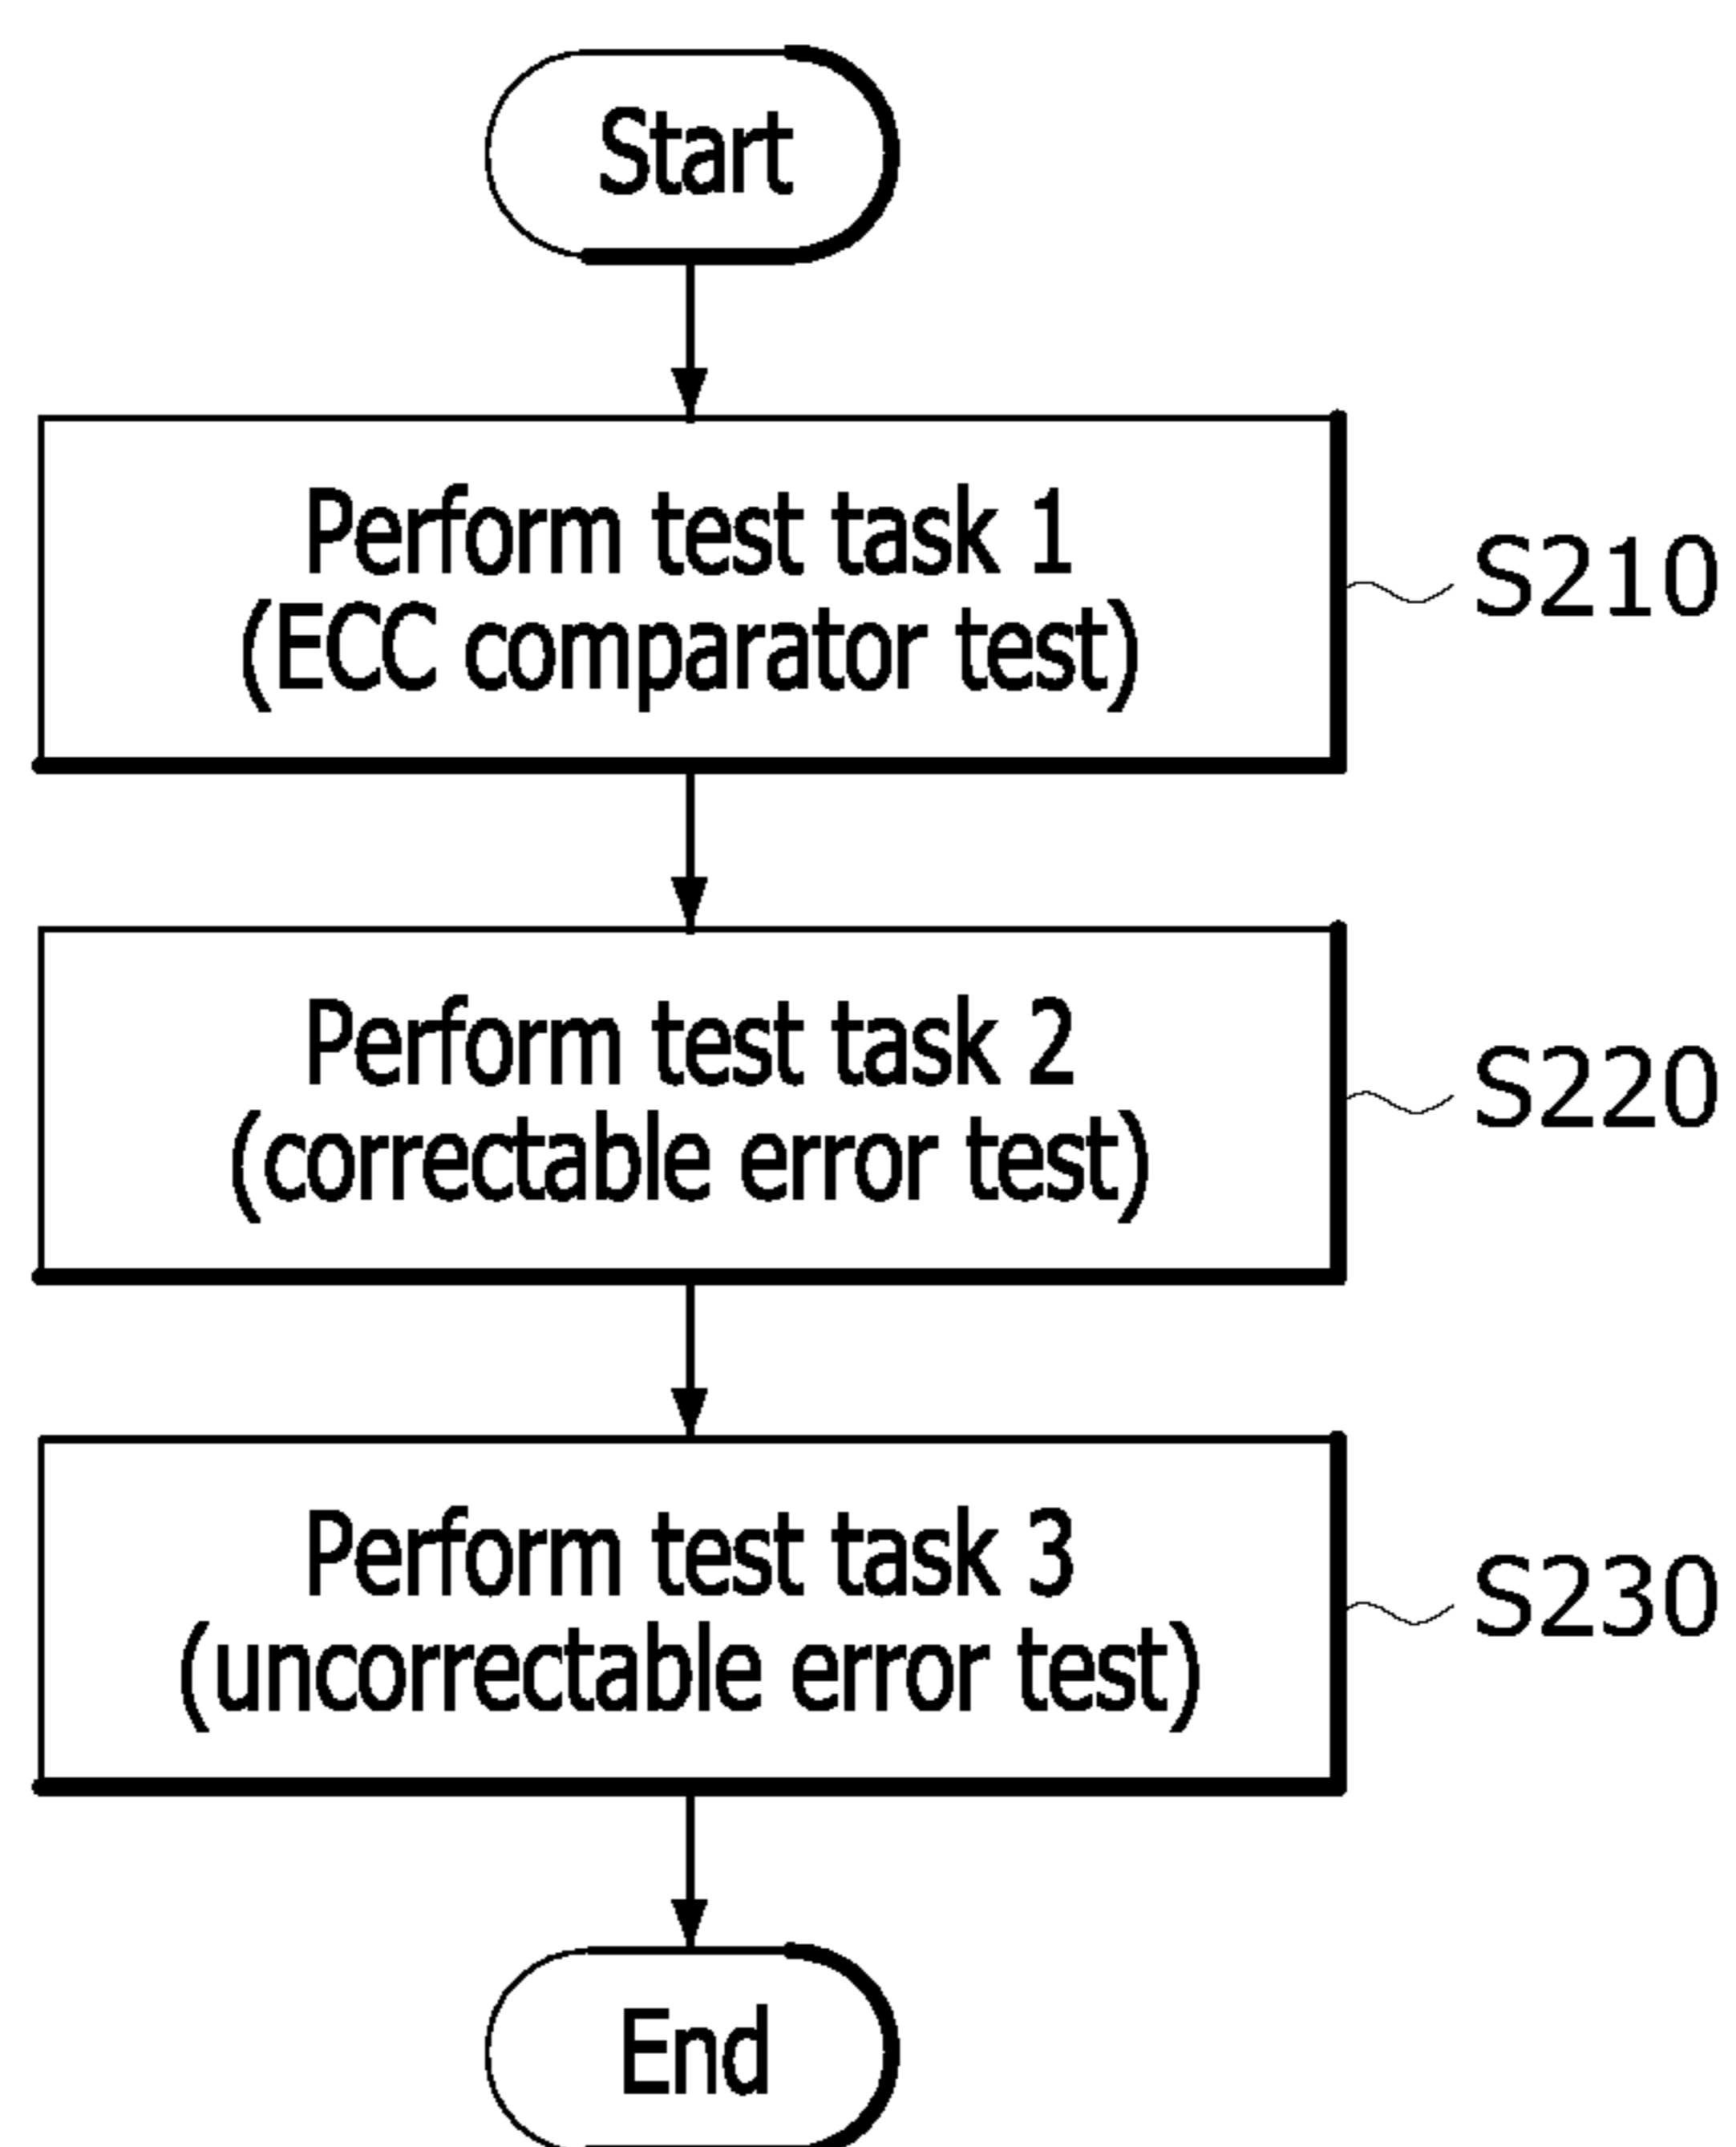 Start
Perform test task 1
(ECC comparator test)
S210
Perform test task 2
(correctable error test)
S220
Perform test task 3
(uncorrectable error test)
S230
End